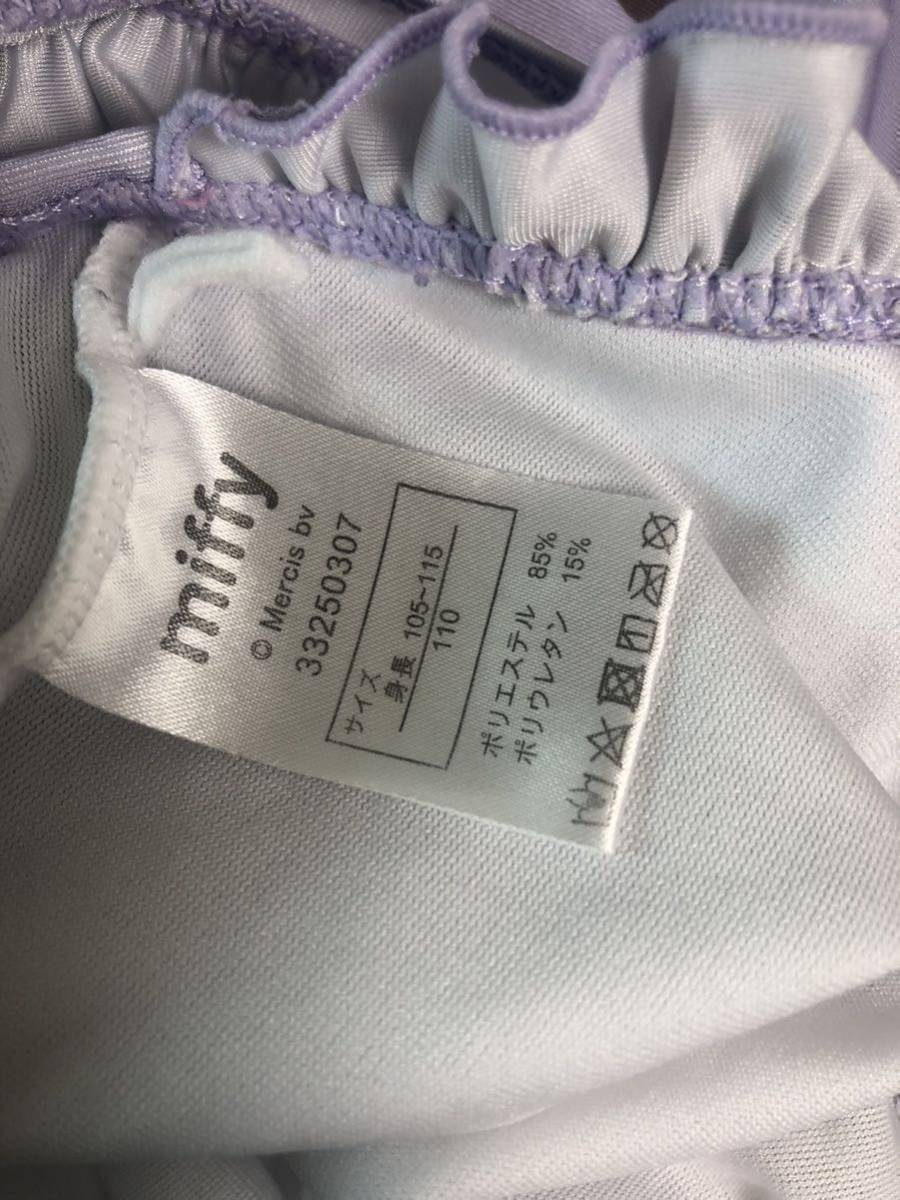 miffy
© Mercis bv
33250307
サイズ
身長 105~115
110
ポリエステル 85%
ポリウレタン 15%